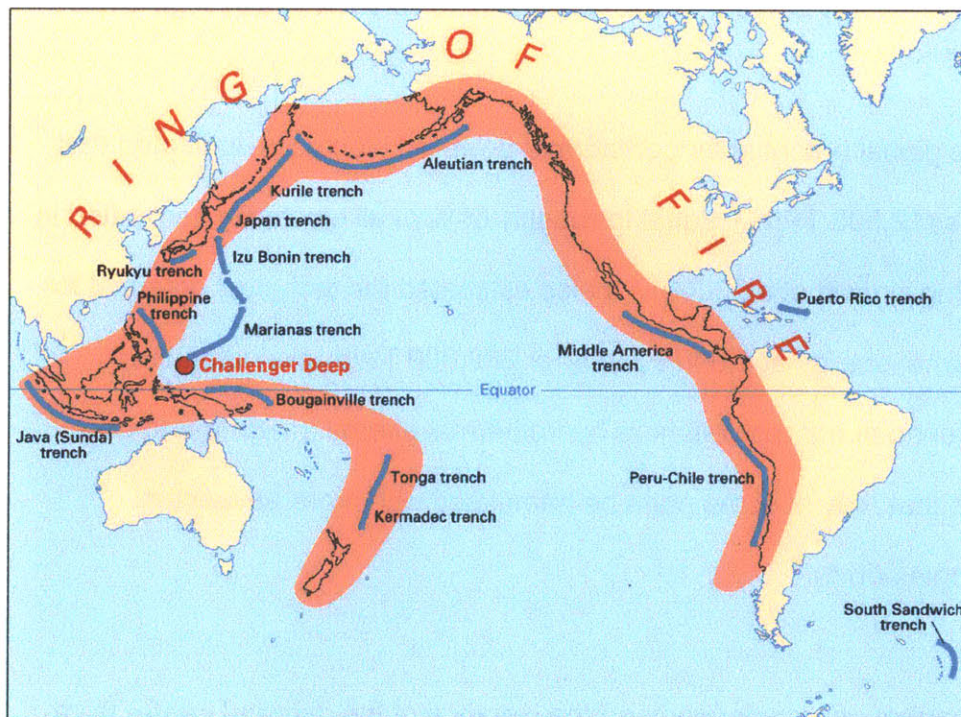 RING OF FIRE
Aleutian trench
Kurile trench
Japan trench
Izu Bonin trench
Ryukyu trench
Philippine
trench
Marianas trench
Challenger Deep
Puerto Rico trench
Middle America
trench
Equator
Bougainville trench
Java (Sunda)
trench
Tonga trench
Kermadec trench
Peru-Chile trench
South Sandwich
trench